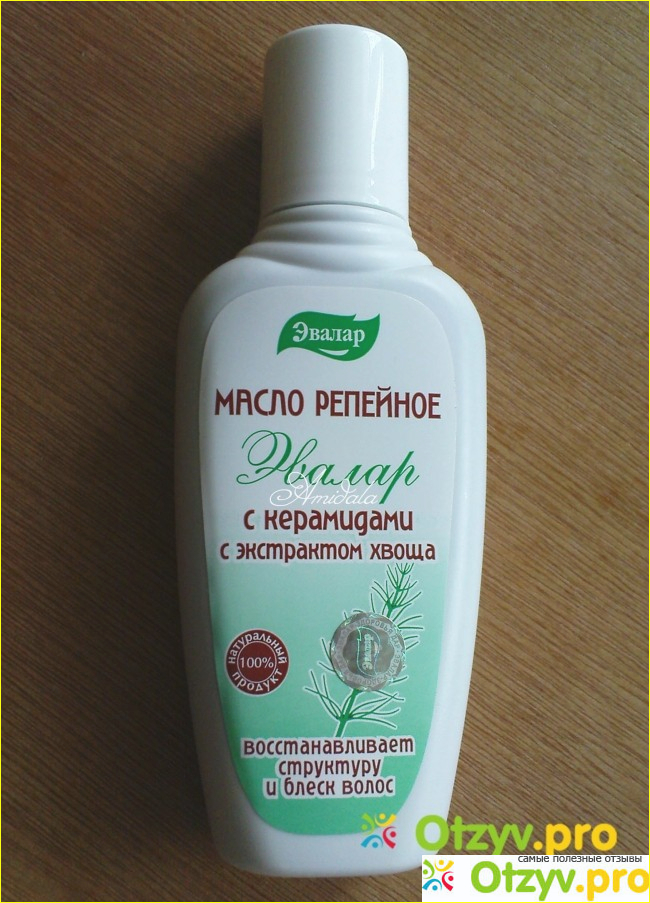 Эвалар
МАСЛО РЕПЕЙНОЕ
Эвалар
Amidala
с керамидами
с экстрактом хвоща
натуральный
100%
продукт
Эвалар
восстанавливает
структуру
и блеск волос
Otzyv.pro
самые полезные отзывы
Otzyv.pro